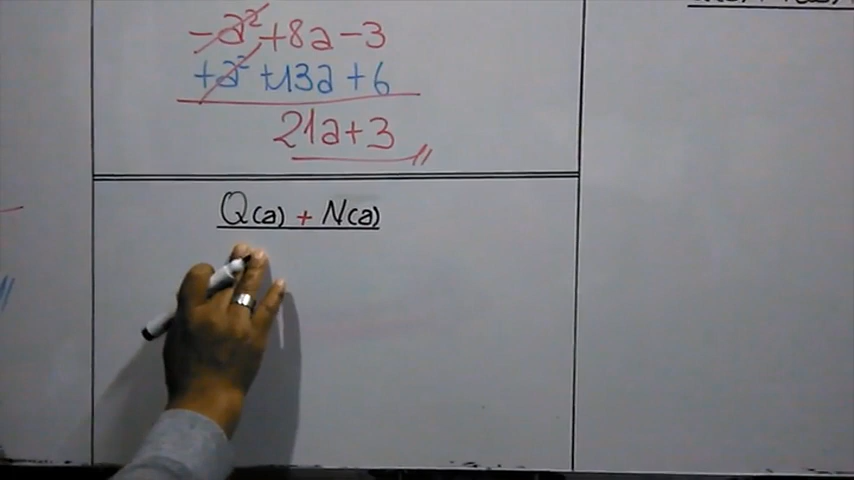 -a² +8a-3
+a² +13a+6
21a+3
Q(a) + N(a)